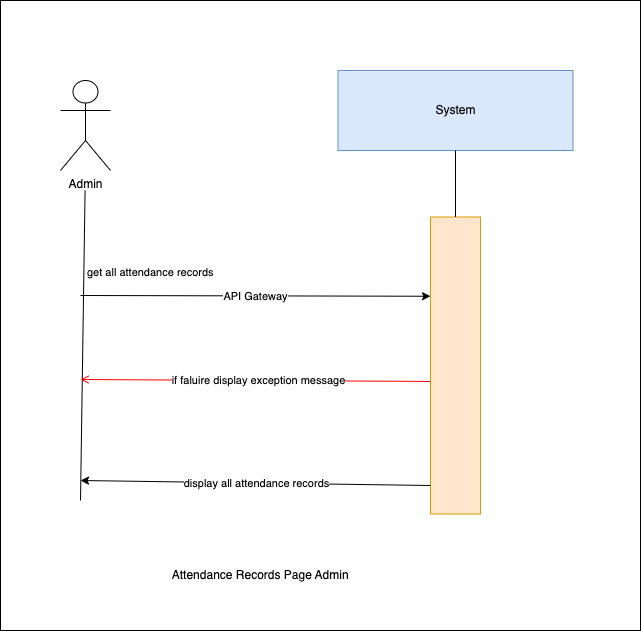 System
Admin
get all attendance records
API Gateway
if faluire display exception message
display all attendance records
Attendance Records Page Admin